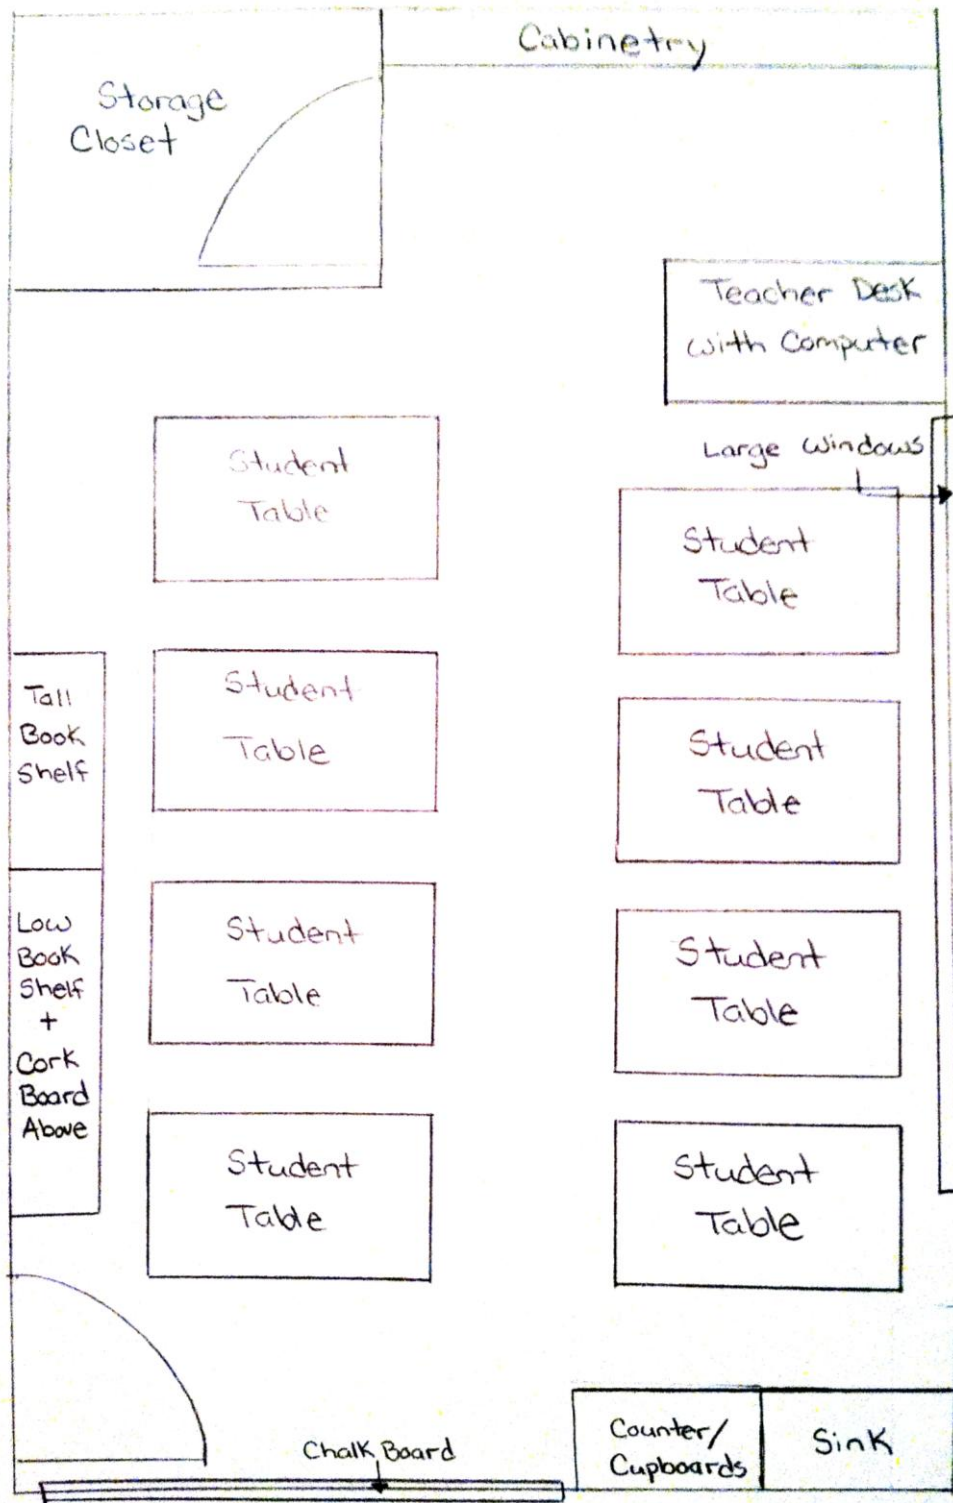 Cabinetry
Storage
Closet
Teacher Desk
with Computer
Large Windows
Student
Table
Student
Table
Tall
Book
Shelf
Student
Table
Student
Table
Low
Book
Shelf
+
Cork
Board
Above
Student
Table
Student
Table
Student
Table
Student
Table
Chalk Board
Counter/
Cupboards
Sink